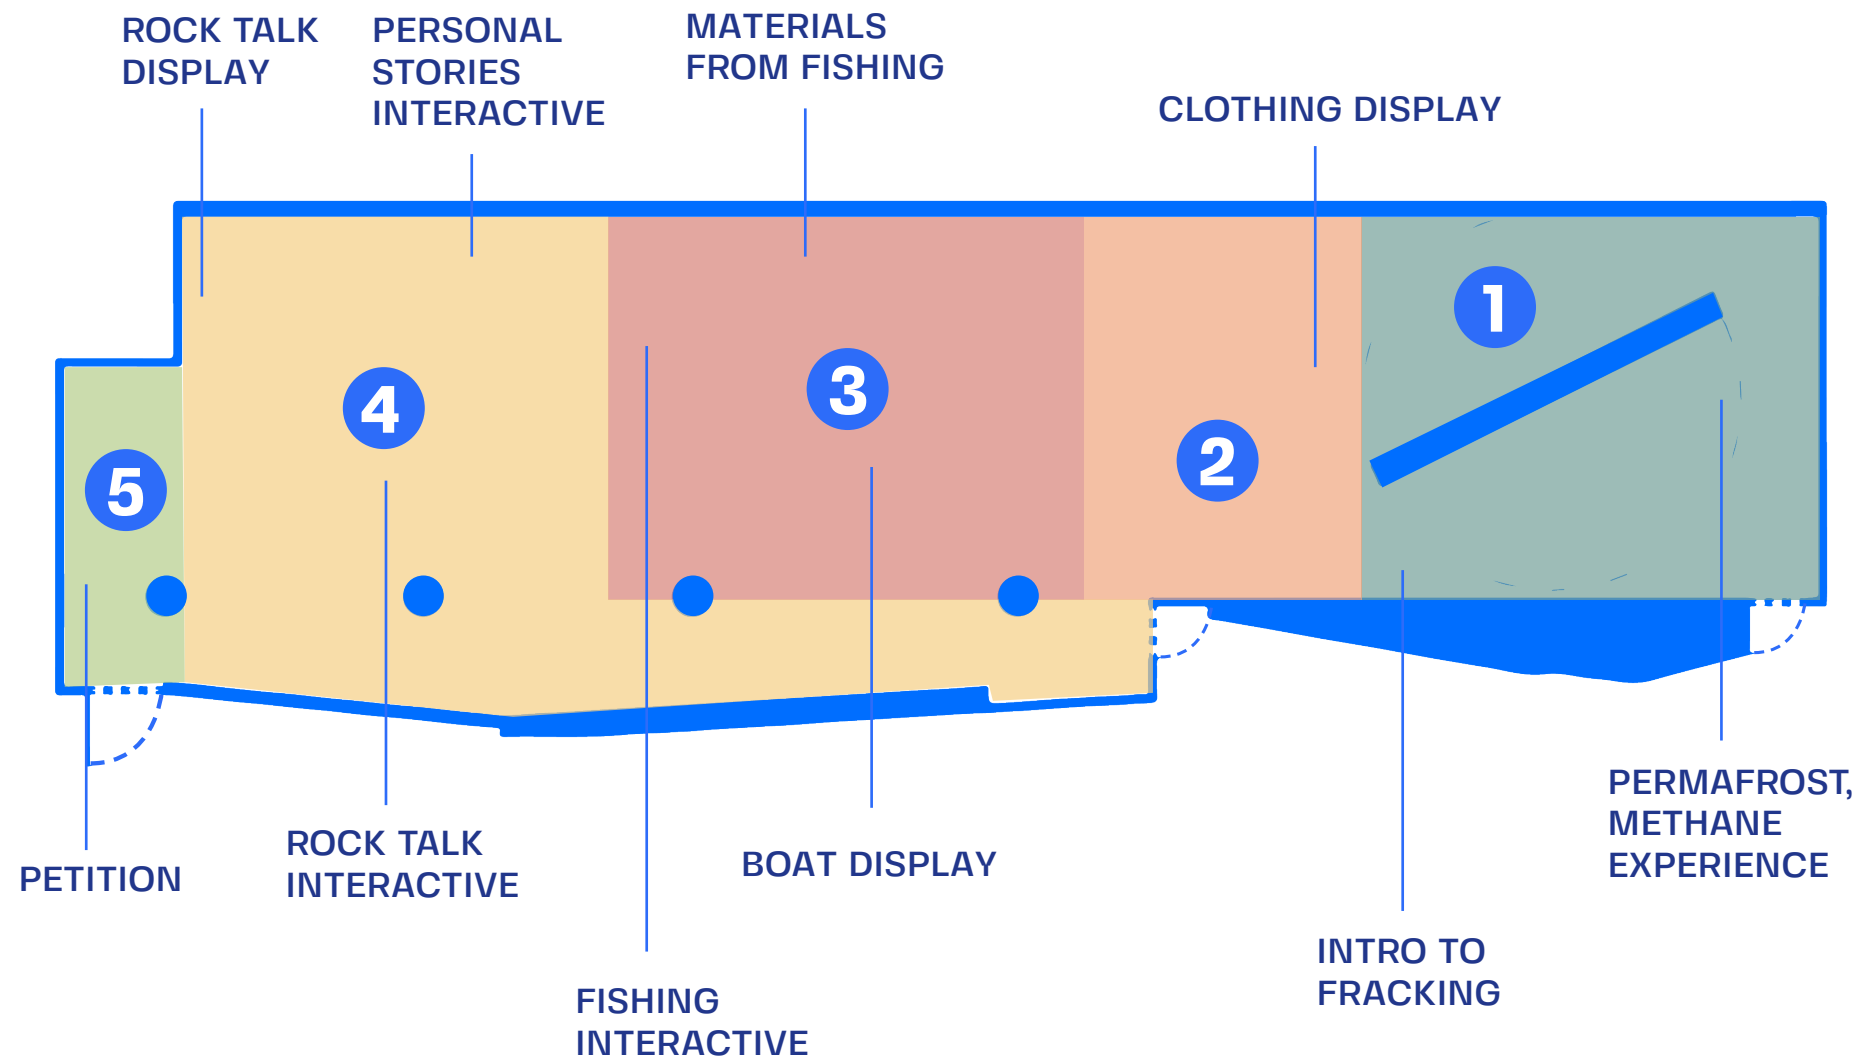 ROCK TALK
DISPLAY
PERSONAL
STORIES
INTERACTIVE
MATERIALS
FROM FISHING
CLOTHING DISPLAY
1
2
3
4
5
PETITION
ROCK TALK
INTERACTIVE
FISHING
INTERACTIVE
BOAT DISPLAY
INTRO TO
FRACKING
PERMAFROST,
METHANE
EXPERIENCE